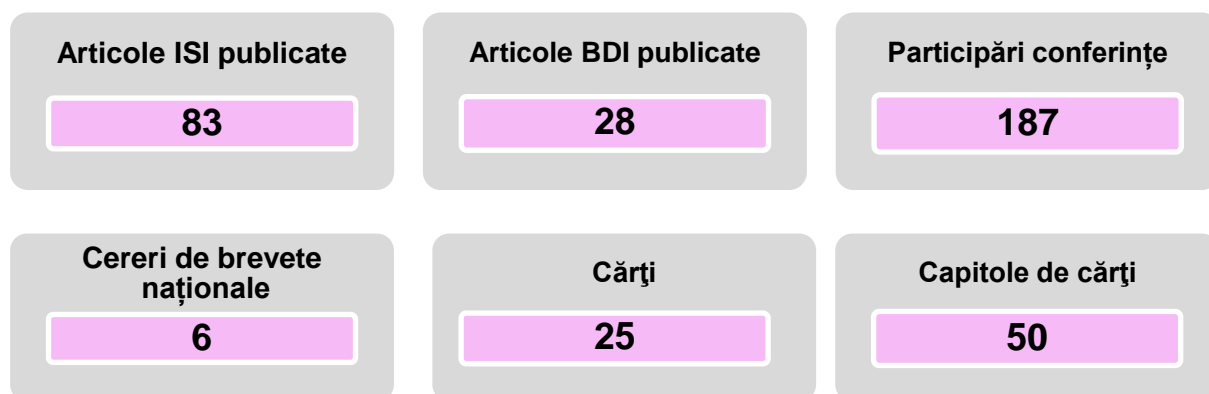 Articole ISI publicate
83
Articole BDI publicate
28
Participări conferințe
187
Cereri de brevete
naționale
6
Cărţi
25
Capitole de cărţi
50